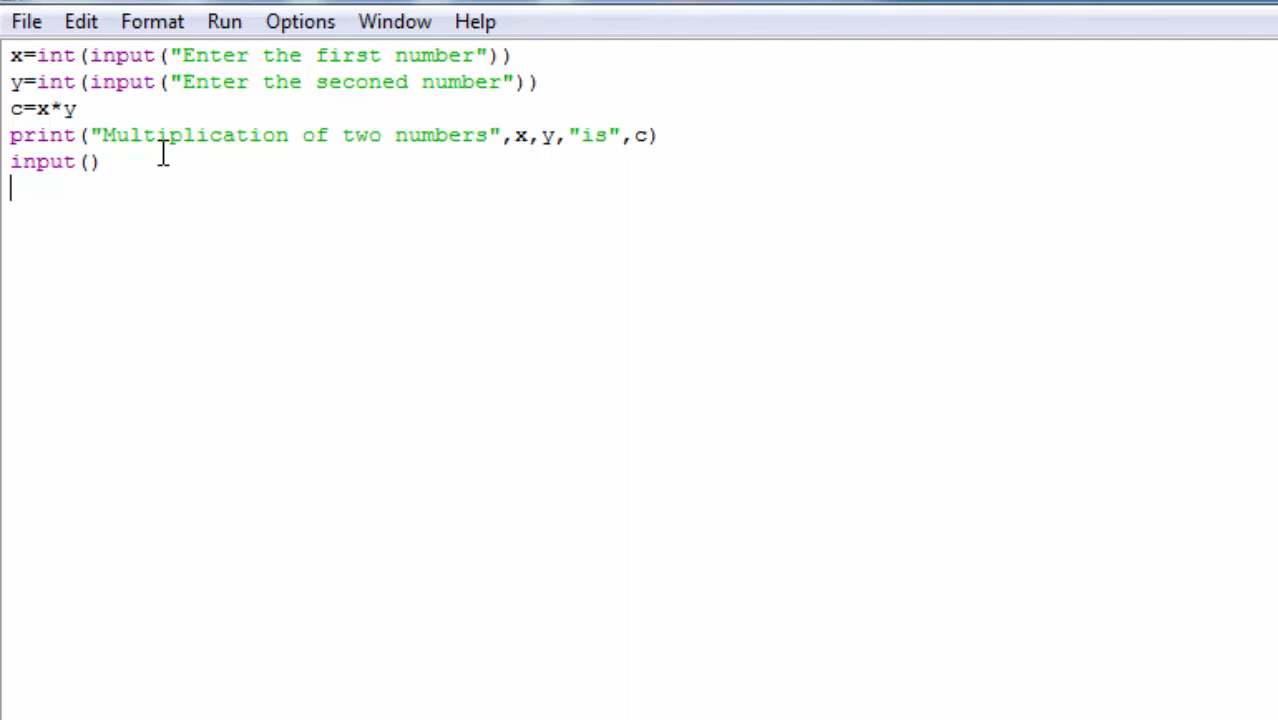 File Edit Format Run Options Window Help
x=int(input("Enter the first number"))
y=int(input("Enter the seconed number"))
c=x*y
print("Multiplication of two numbers",x,y,"is",c)
input()